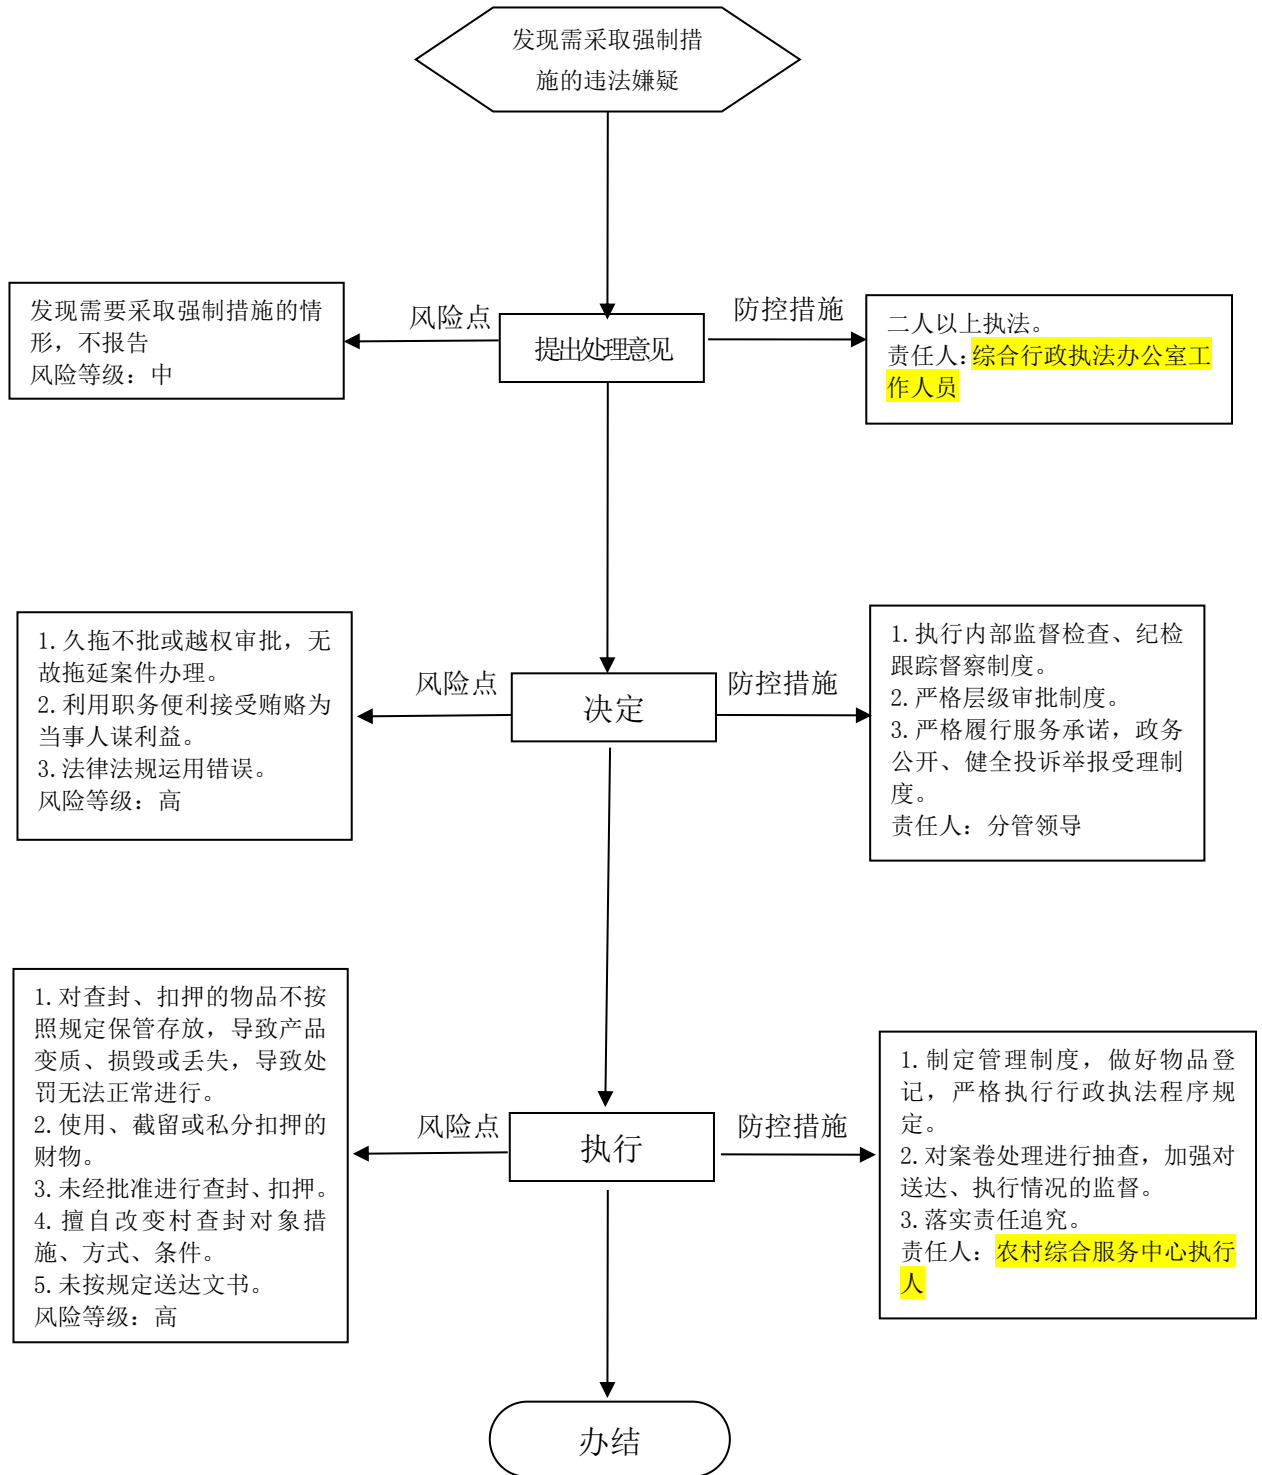 发现需采取强制措
施的违法嫌疑
发现需要采取强制措施的情
形，不报告
风险等级：中
风险点
提出处理意见
防控措施
二人以上执法。
责任人：综合行政执法办公室工
作人员
1.久拖不批或越权审批，无
故拖延案件办理。
2.利用职务便利接受贿赂为
当事人谋利益。
3.法律法规运用错误。
风险等级：高
风险点
决定
防控措施
1.执行内部监督检查、纪检
跟踪督察制度。
2.严格层级审批制度。
3.严格履行服务承诺，政务
公开、健全投诉举报受理制
度。
责任人：分管领导
1.对查封、扣押的物品不按
照规定保管存放，导致产品
变质、损毁或丢失，导致处
罚无法正常进行。
2.使用、截留或私分扣押的
财物。
3.未经批准进行查封、扣押。
4.擅自改变村查封对象措
施、方式、条件。
5.未按规定送达文书。
风险等级：高
风险点
执行
防控措施
1.制定管理制度，做好物品登
记，严格执行行政执法程序规
定。
2.对案卷处理进行抽查，加强对
送达、执行情况的监督。
3.落实责任追究。
责任人：农村综合服务中心执行
人
办结